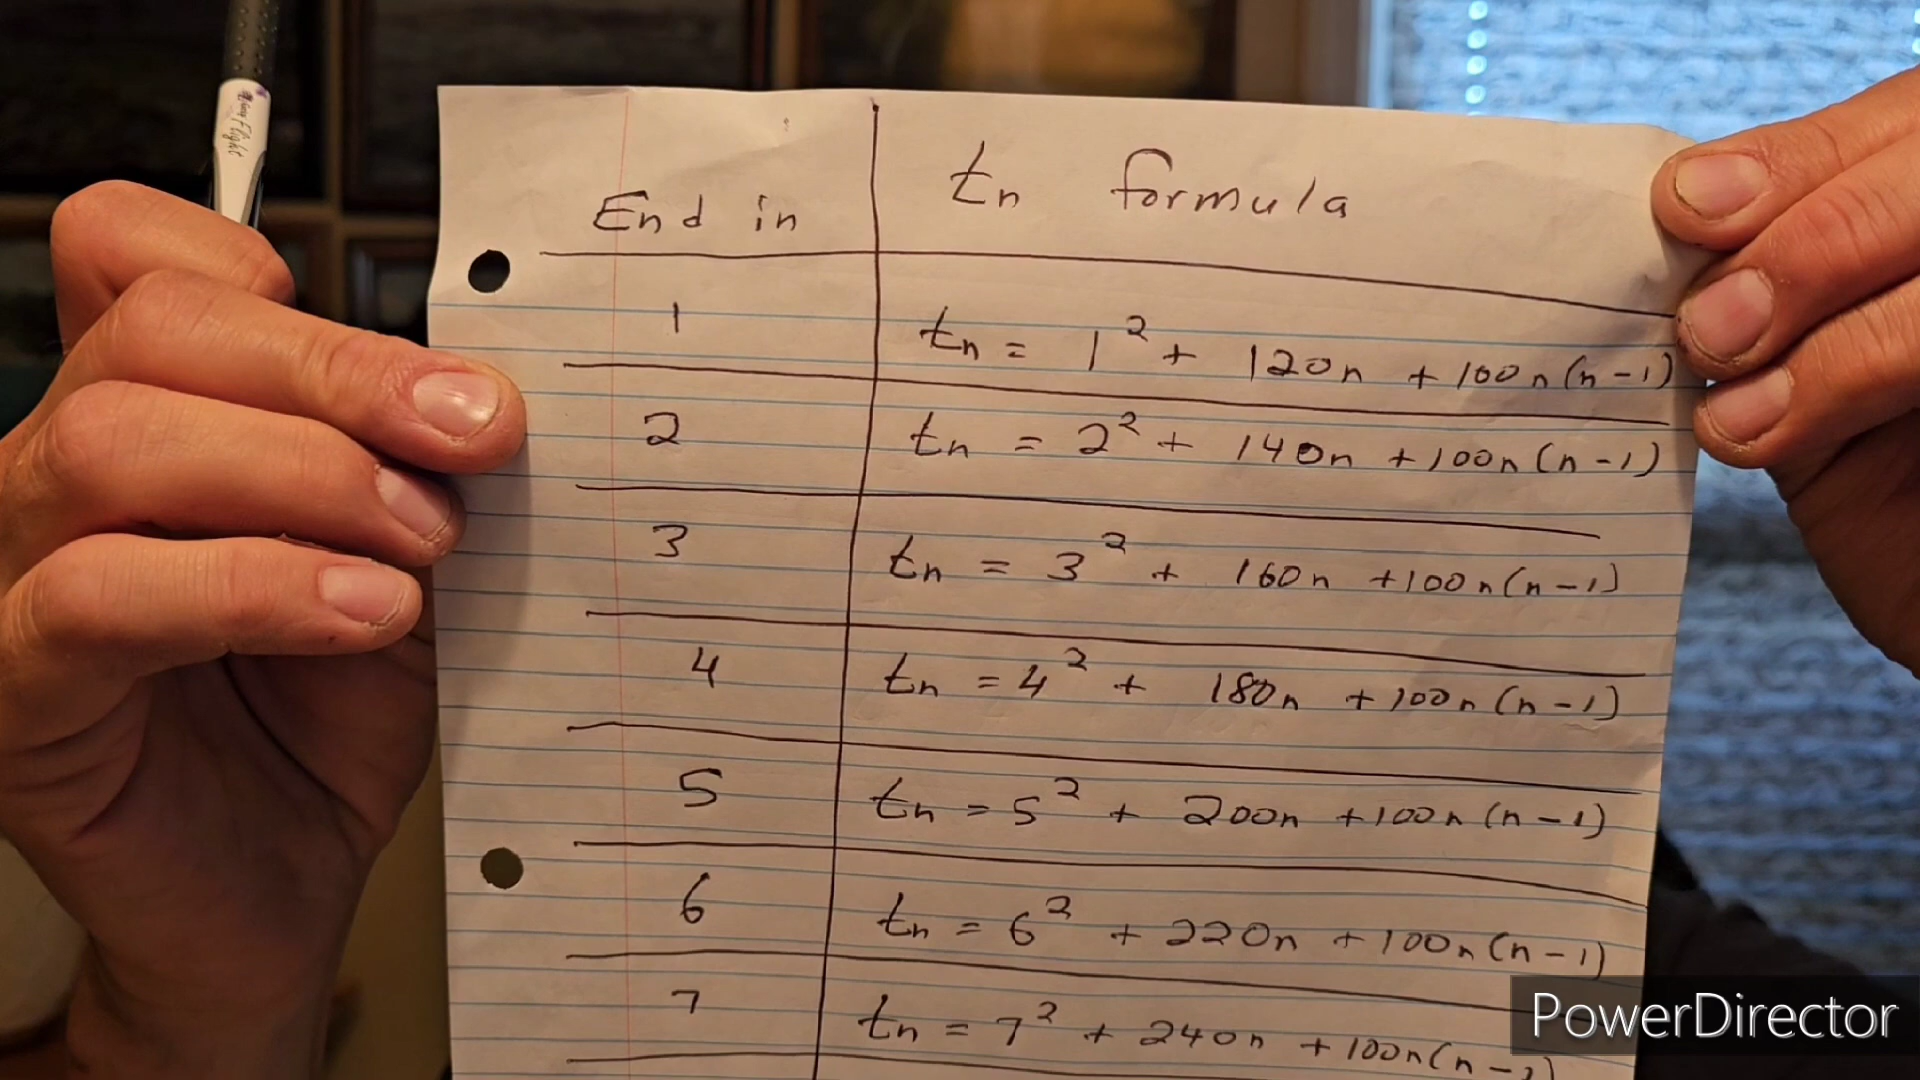 End in tn formula
1 tn = 1² + 120n + 100n(n-1)
2 tn = 2² + 140n + 100n(n-1)
3 tn = 3² + 160n + 100n(n-1)
4 tn = 4² + 180n + 100n(n-1)
5 tn = 5² + 200n + 100n(n-1)
6 tn = 6² + 220n + 100n(n-1)
7 tn = 7² + 240n + 100n(n-1)
PowerDirector